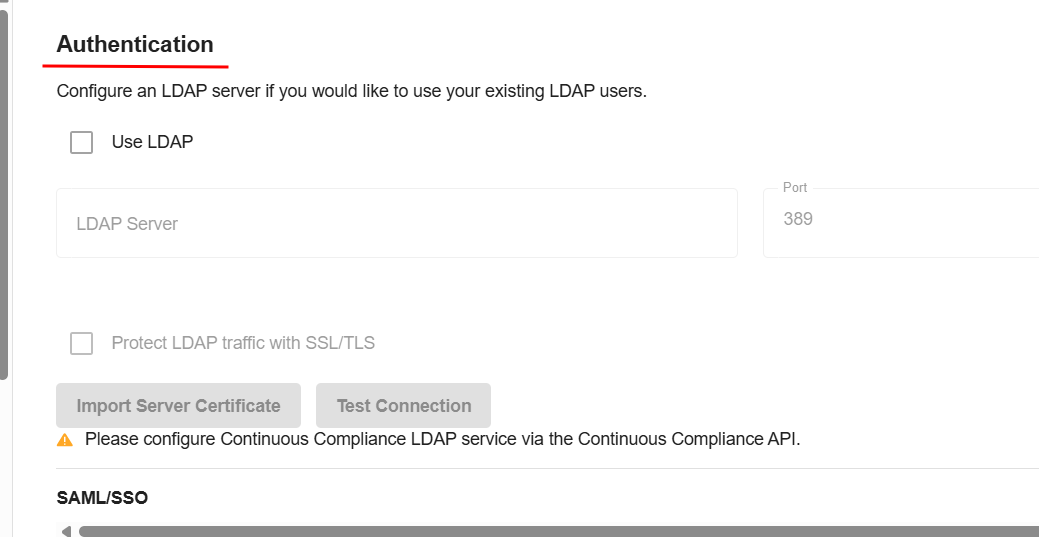 Authentication
Configure an LDAP server if you would like to use your existing LDAP users.
Use LDAP
Port
LDAP Server
389
Protect LDAP traffic with SSL/TLS
Import Server Certificate
Test Connection
Please configure Continuous Compliance LDAP service via the Continuous Compliance API.
SAML/SSO